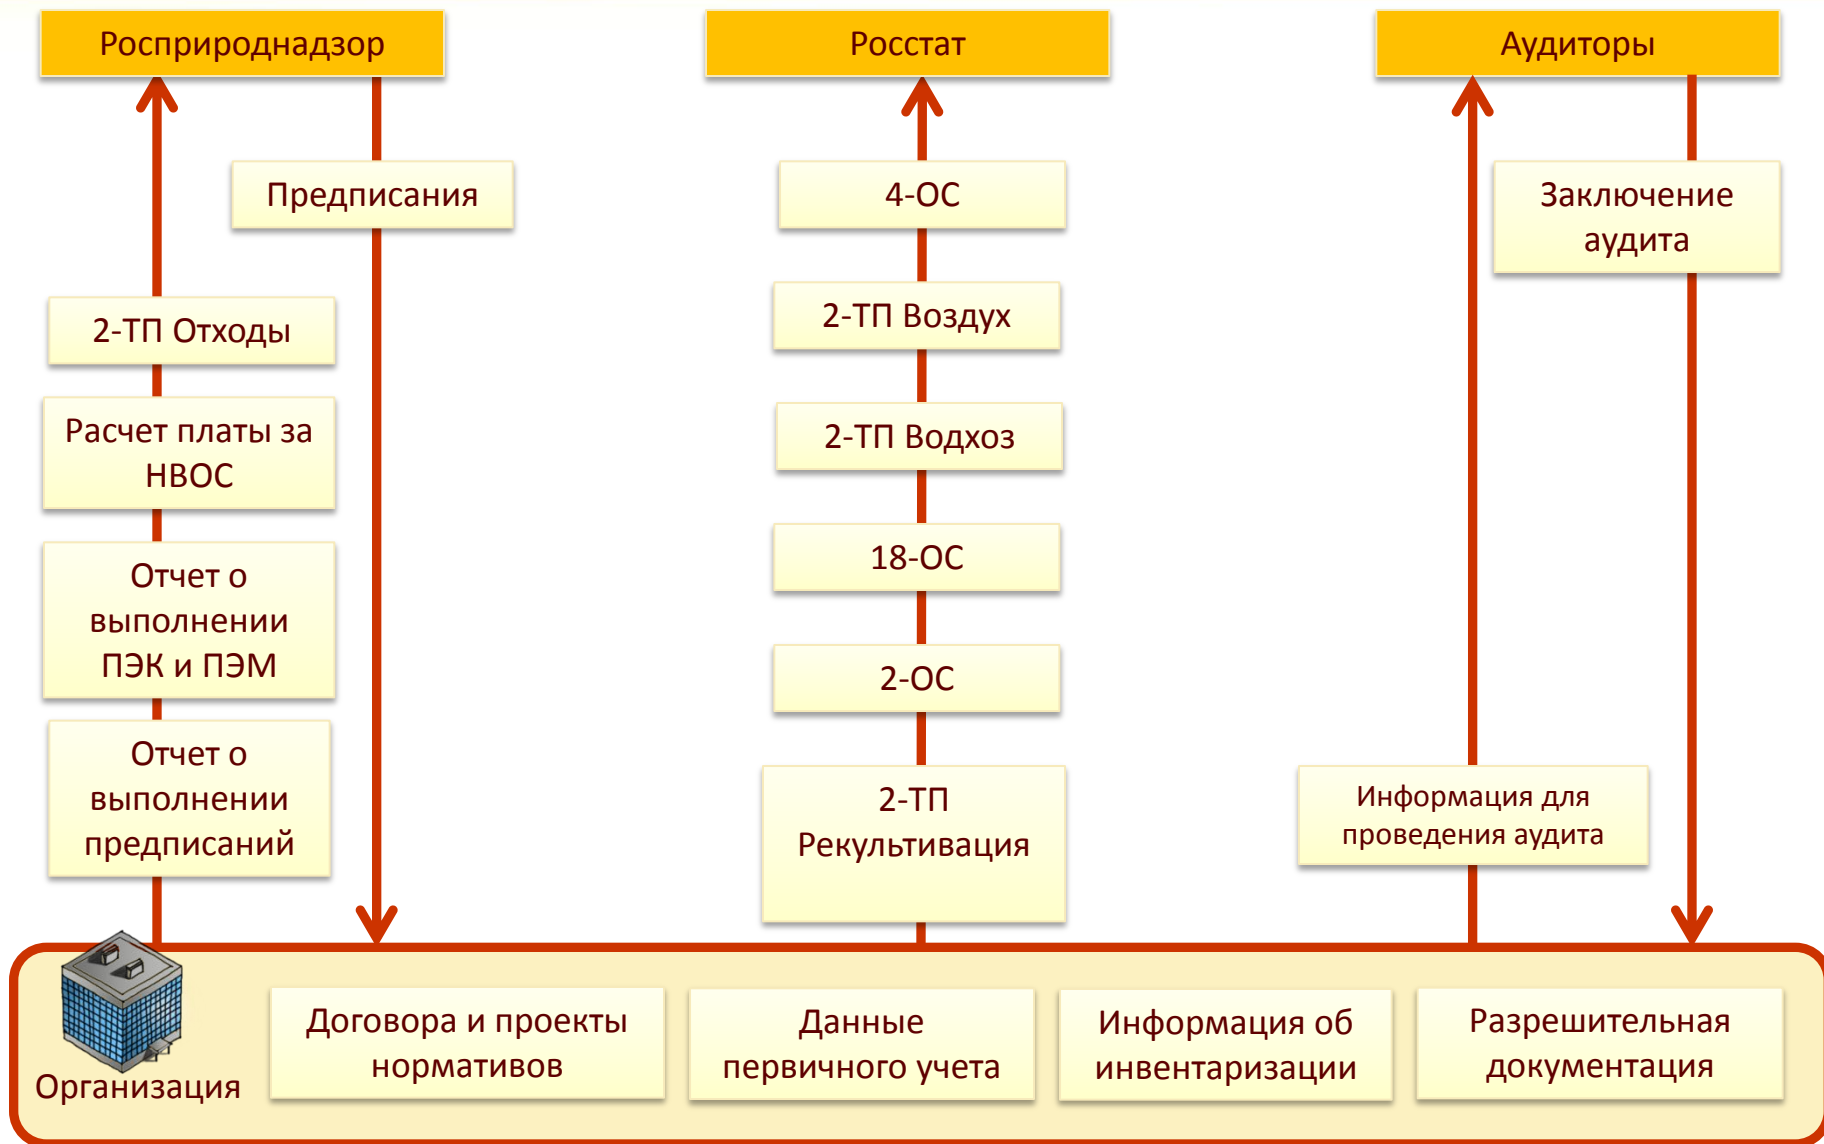 Росприроднадзор
Росстат
Аудиторы
Предписания
4-ОС
Заключение
аудита
2-ТП Отходы
2-ТП Воздух
Расчет платы за
НВОС
2-ТП Водхоз
Отчет о
выполнении
ПЭК и ПЭМ
18-ОС
2-ОС
Отчет о
выполнении
предписаний
2-ТП
Рекультивация
Информация для
проведения аудита
Организация
Договора и проекты
нормативов
Данные
первичного учета
Информация об
инвентаризации
Разрешительная
документация